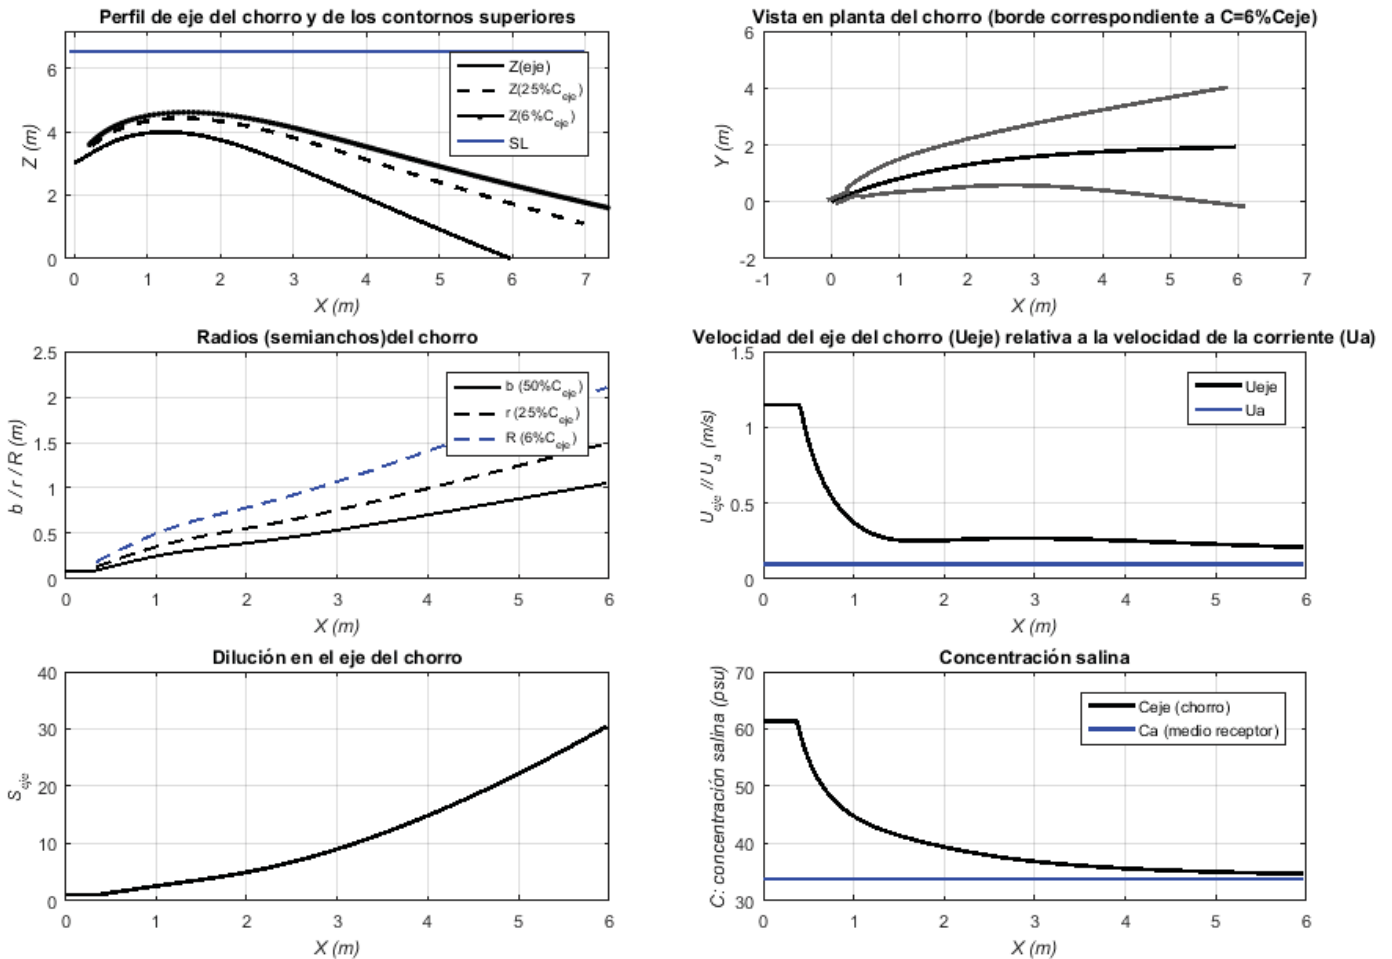 Perfil de eje del chorro y de los contornos superiores
Z (m)
6
4
2
0
0 1 2 3 4 5 6 7
X (m)
Z(eje)
Z(25%Ceje)
Z(6%Ceje)
SL
Vista en planta del chorro (borde correspondiente a C=6%Ceje)
Y (m)
6
4
2
0
-2
-1 0 1 2 3 4 5 6 7
X (m)
Radios (semianchos)del chorro
b / r / R (m)
2.5
2
1.5
1
0.5
0
0 1 2 3 4 5 6
X (m)
b (50%Ceje)
r (25%Ceje)
R (6%Ceje)
Velocidad del eje del chorro (Ueje) relativa a la velocidad de la corriente (Ua)
Ueje // Ua (m/s)
1.5
1
0.5
0
0 1 2 3 4 5 6
X (m)
Ueje
Ua
Dilución en el eje del chorro
Seje
40
30
20
10
0
0 1 2 3 4 5 6
X (m)
Concentración salina
C: concentración salina (psu)
70
60
50
40
30
0 1 2 3 4 5 6
X (m)
Ceje (chorro)
Ca (medio receptor)